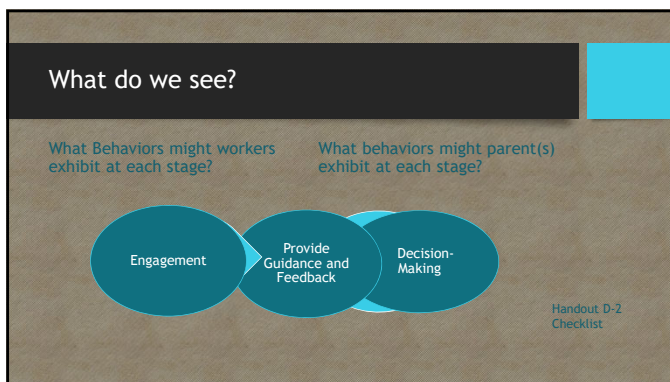 What do we see?
What Behaviors might workers
exhibit at each stage?
What behaviors might parent(s)
exhibit at each stage?
Engagement
Provide
Guidance and
Feedback
Decision-
Making
Handout D-2
Checklist